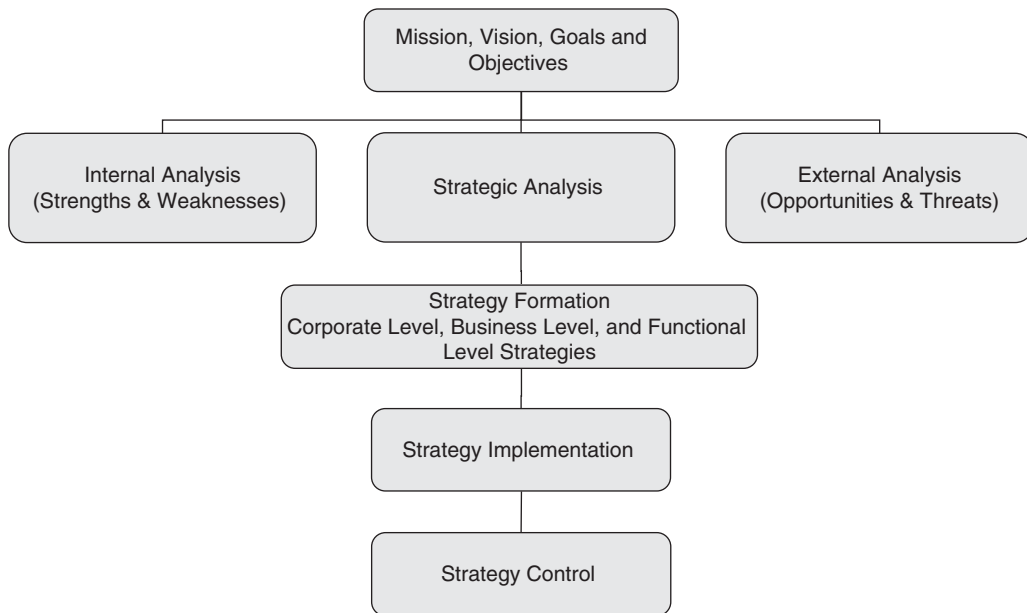 Mission, Vision, Goals and
Objectives
Internal Analysis
(Strengths & Weaknesses)
Strategic Analysis
External Analysis
(Opportunities & Threats)
Strategy Formation
Corporate Level, Business Level, and Functional
Level Strategies
Strategy Implementation
Strategy Control